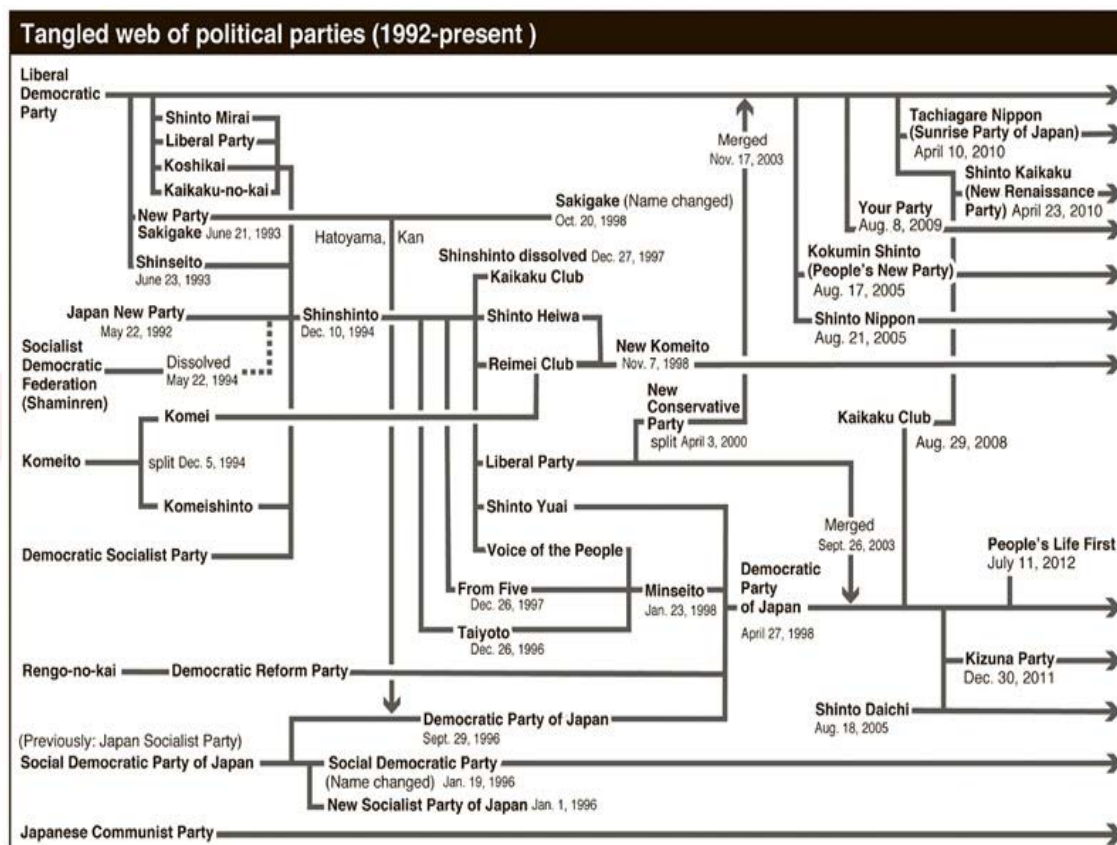 Tangled web of political parties (1992-present )
Liberal
Democratic
Party
Shinto Mirai
Liberal Party
Koshikai
Kaikaku-no-kai
New Party
Sakigake June 21, 1993
Shinseito
June 23, 1993
Hatoyama, Kan
Sakigake (Name changed)
Oct. 20, 1998
Merged
Nov. 17, 2003
Tachiagare Nippon
(Sunrise Party of Japan)
April 10, 2010
Shinto Kaikaku
(New Renaissance
Party) April 23, 2010
Your Party
Aug. 8, 2009
Kokumin Shinto
(People's New Party)
Aug. 17, 2005
Shinto Nippon
Aug. 21, 2005
Japan New Party
May 22, 1992
Shinshinto
Dec. 10, 1994
Shinshinto dissolved Dec. 27, 1997
Kaikaku Club
Shinto Heiwa
Reimei Club
New Komeito
Nov. 7, 1998
Socialist
Democratic
Federation
(Shaminren)
Dissolved
May 22, 1994
Komei
Komeito
split Dec. 5, 1994
Komeishinto
New
Conservative
Party
split April 3, 2000
Liberal Party
Kaikaku Club
Aug. 29, 2008
Shinto Yuai
Merged
Sept. 26, 2003
Democratic Socialist Party
Voice of the People
From Five
Dec. 26, 1997
Minseito
Jan. 23, 1998
Taiyoto
Dec. 26, 1996
Democratic
Party
of Japan
April 27, 1998
People's Life First
July 11, 2012
Rengo-no-kai
Democratic Reform Party
Kizuna Party
Dec. 30, 2011
Shinto Daichi
Aug. 18, 2005
Democratic Party of Japan
Sept. 29, 1996
(Previously: Japan Socialist Party)
Social Democratic Party of Japan
Social Democratic Party
(Name changed) Jan. 19, 1996
New Socialist Party of Japan Jan. 1, 1996
Japanese Communist Party